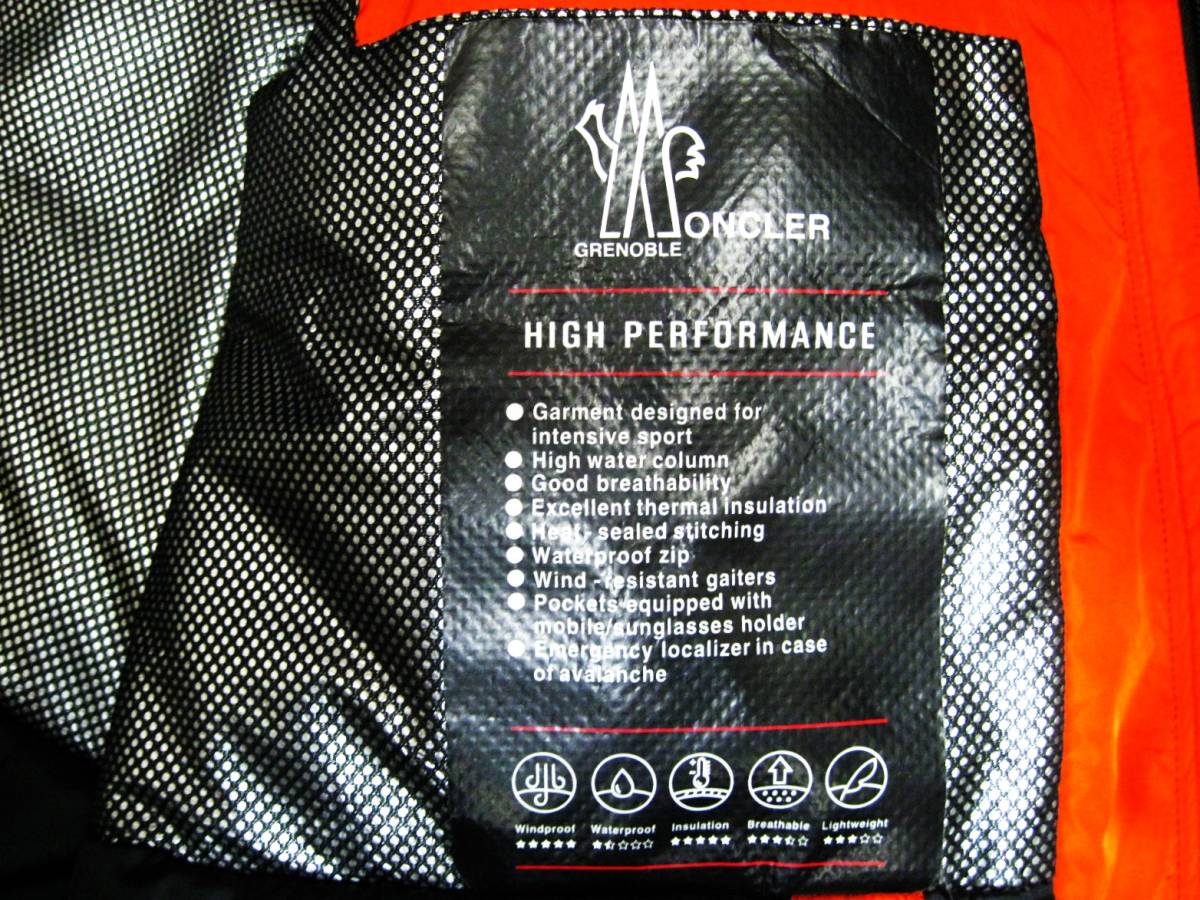 MONCLER
GRENOBLE
HIGH PERFORMANCE
● Garment designed for
intensive sport
● High water column
● Good breathability
● Excellent thermal insulation
● Heat - sealed stitching
● Waterproof zip
● Wind - resistant gaiters
● Pockets equipped with
mobile/sunglasses holder
● Emergency localizer in case
of avalanche
Windproof Waterproof Insulation Breathable Lightweight